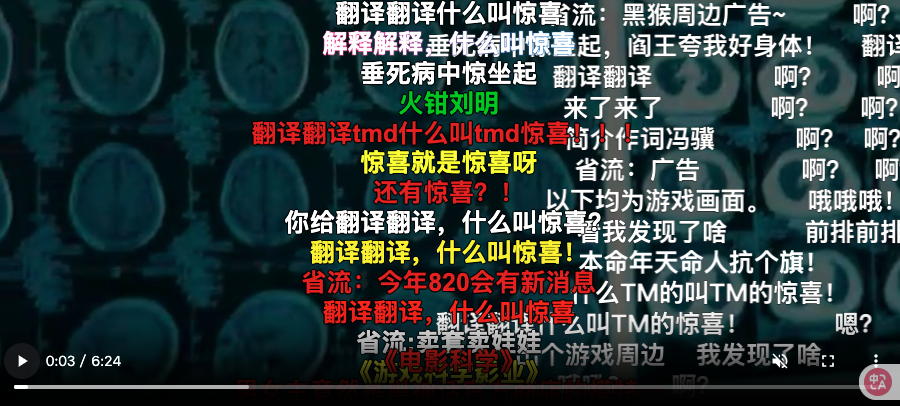 翻译翻译什么叫惊喜
省流：黑猴周边广告~
啊?
解释解释，什么叫惊喜
垂死病
起，阎王夸我好身体！
翻译
垂死病中惊坐起
翻译翻译
啊?
啊
火钳刘明
来了来了
啊?
啊?
翻译翻译tmd什么叫tmd惊喜！！！
简介作词冯骥
啊?
啊?
惊喜就是惊喜呀
省流：广告
啊?
啊
还有惊喜？！
以下均为游戏画面。
哦哦哦！
你给翻译翻译，什么叫惊喜?
着我发现了啥
前排前排
翻译翻译，什么叫惊喜！
本命年天命人抗个旗！
省流：今年820会有新消息
什么TM的叫TM的惊喜！
翻译翻译，什么叫惊喜
翻译翻译什么叫TM的惊喜！
嗯?
省流:卖套卖娃娃
个游戏周边
我发现了啥
《电影科学》
0:03 / 6:24
《游戏科学影业》
啊?